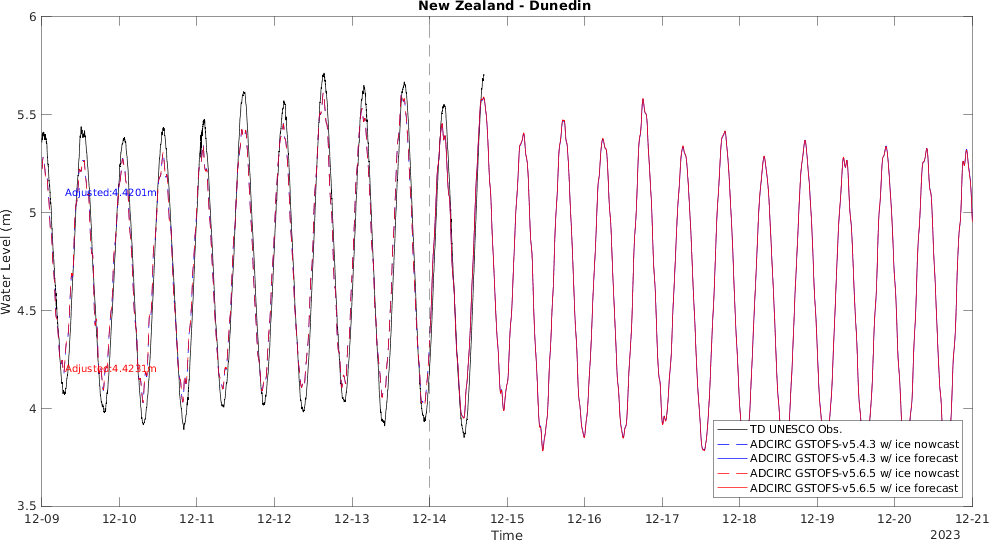 New Zealand - Dunedin
6
5.5
5
4.5
4
3.5
Water Level (m)
Adjusted:4.4201m
Adjusted:4.4231m
TD UNESCO Obs.
ADCIRC GSTOFS-v5.4.3 w/ ice nowcast
ADCIRC GSTOFS-v5.4.3 w/ ice forecast
ADCIRC GSTOFS-v5.6.5 w/ ice nowcast
ADCIRC GSTOFS-v5.6.5 w/ ice forecast
12-09 12-10 12-11 12-12 12-13 12-14 12-15 12-16 12-17 12-18 12-19 12-20 12-21
Time
2023